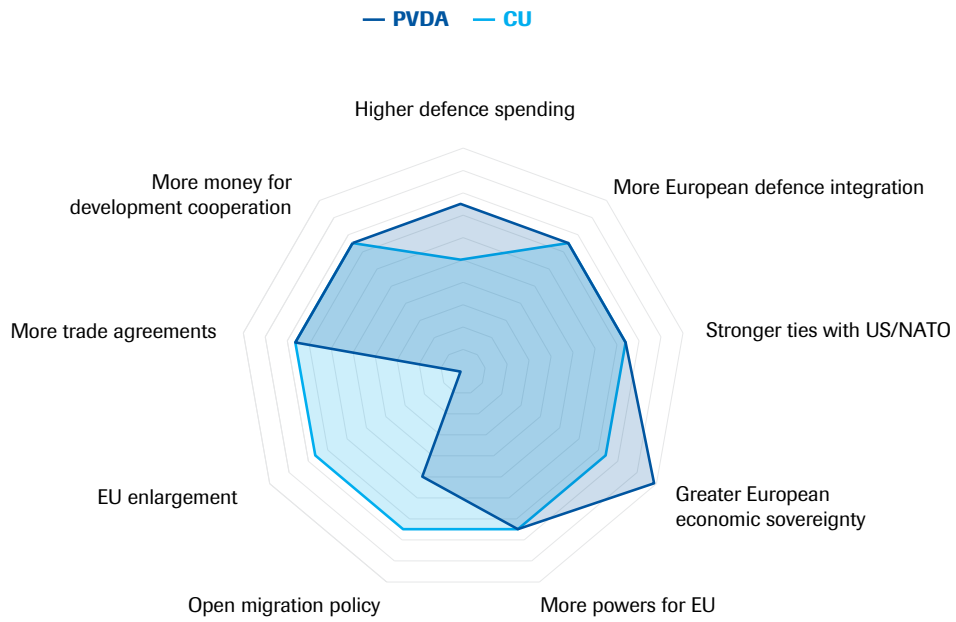 PVDA CU
Higher defence spending
More European defence integration
Stronger ties with US/NATO
Greater European
economic sovereignty
More powers for EU
Open migration policy
EU enlargement
More trade agreements
More money for
development cooperation